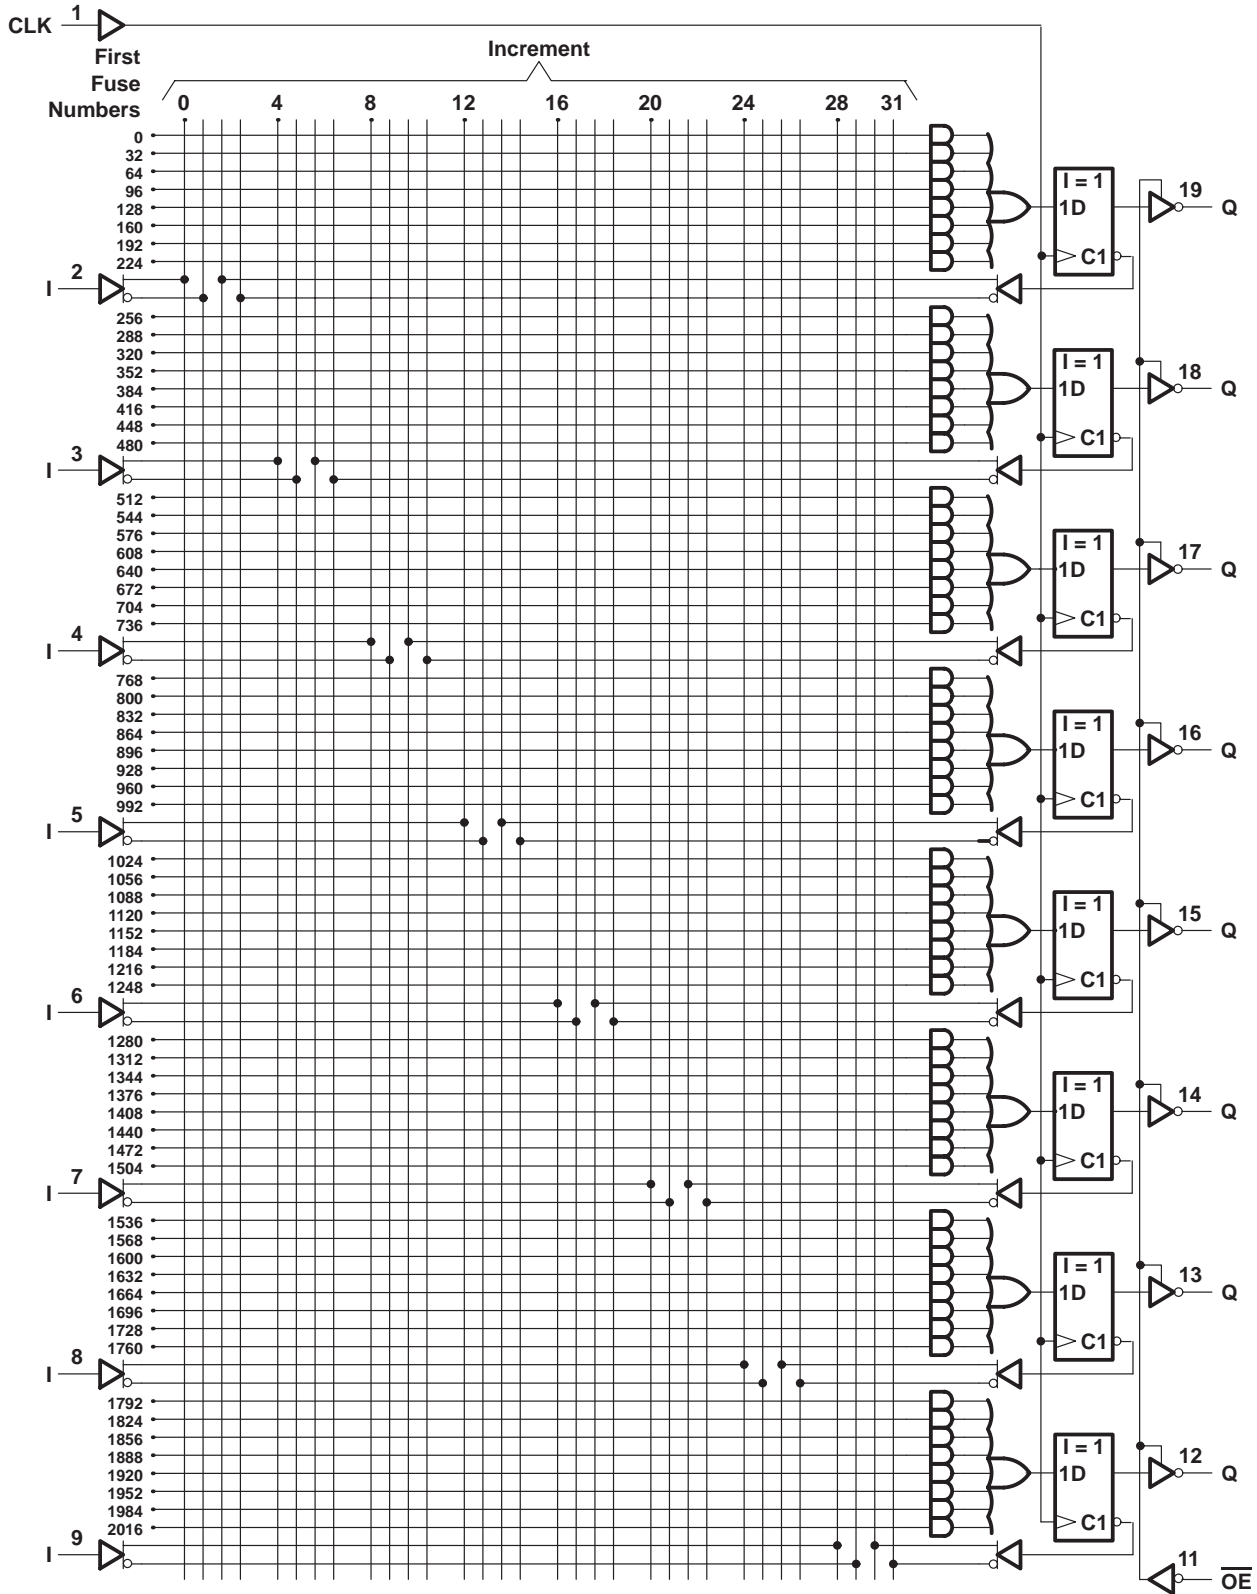 CLK 1
First
Fuse
Numbers
Increment
0 4 8 12 16 20 24 28 31
0
32
64
96
128
160
192
224
I = 1
1D
C1
19 Q
I 2
256
288
320
352
384
416
448
480
I = 1
1D
C1
18 Q
I 3
512
544
576
608
640
672
704
736
I = 1
1D
C1
17 Q
I 4
768
800
832
864
896
928
960
992
I = 1
1D
C1
16 Q
I 5
1024
1056
1088
1120
1152
1184
1216
1248
I = 1
1D
C1
15 Q
I 6
1280
1312
1344
1376
1408
1440
1472
1504
I = 1
1D
C1
14 Q
I 7
1536
1568
1600
1632
1664
1696
1728
1760
I = 1
1D
C1
13 Q
I 8
1792
1824
1856
1888
1920
1952
1984
2016
I = 1
1D
C1
12 Q
I 9
11 O̅E̅